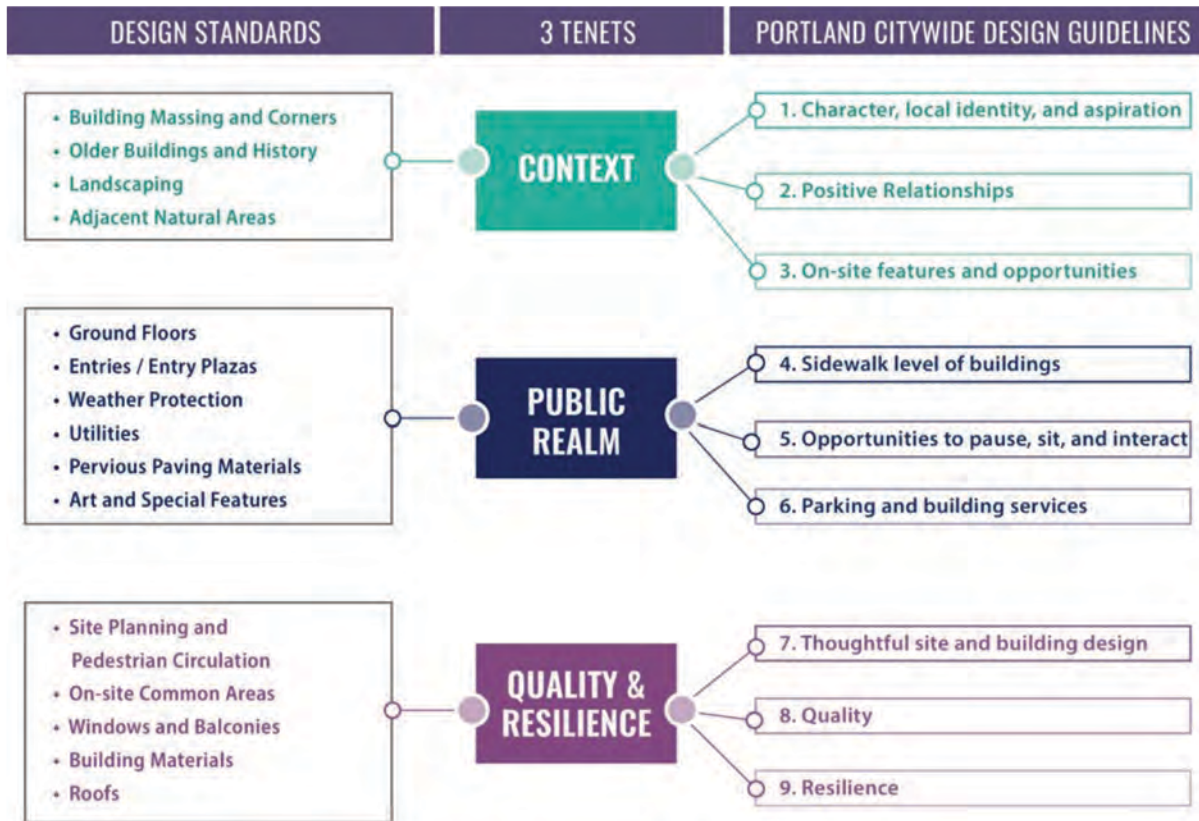 DESIGN STANDARDS
3 TENETS
PORTLAND CITYWIDE DESIGN GUIDELINES
• Building Massing and Corners
• Older Buildings and History
• Landscaping
• Adjacent Natural Areas
CONTEXT
1. Character, local identity, and aspiration
2. Positive Relationships
3. On-site features and opportunities
• Ground Floors
• Entries / Entry Plazas
• Weather Protection
• Utilities
• Pervious Paving Materials
• Art and Special Features
PUBLIC
REALM
4. Sidewalk level of buildings
5. Opportunities to pause, sit, and interact
6. Parking and building services
• Site Planning and
Pedestrian Circulation
• On-site Common Areas
• Windows and Balconies
• Building Materials
• Roofs
QUALITY &
RESILIENCE
7. Thoughtful site and building design
8. Quality
9. Resilience